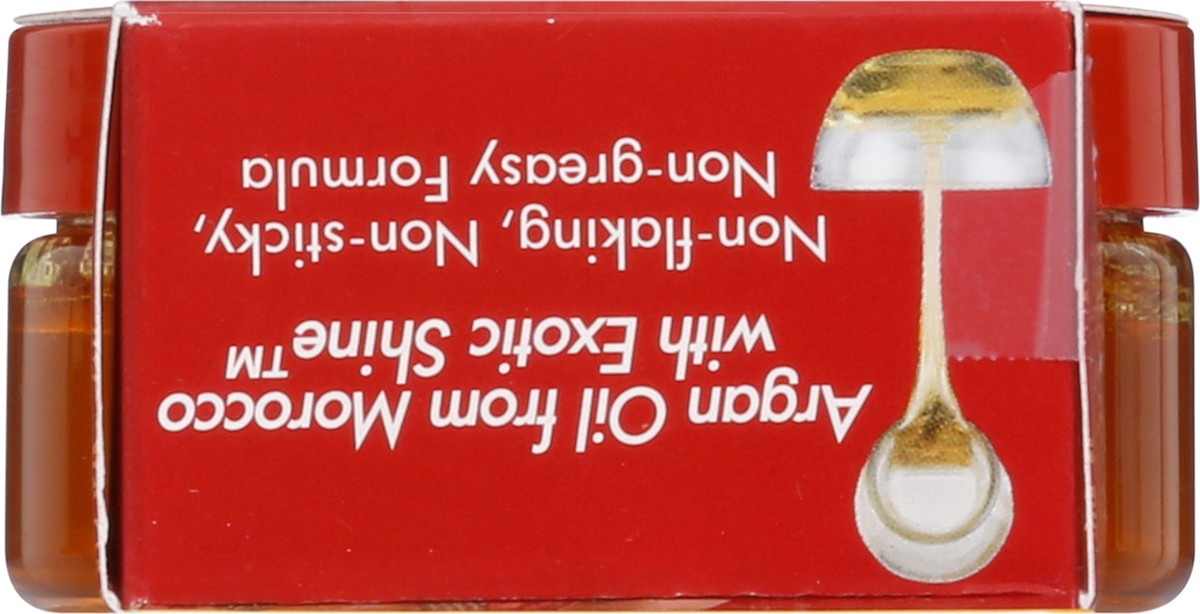 Argan Oil from Morocco
with Exotic Shine™
Non-flaking, Non-sticky,
Non-greasy Formula